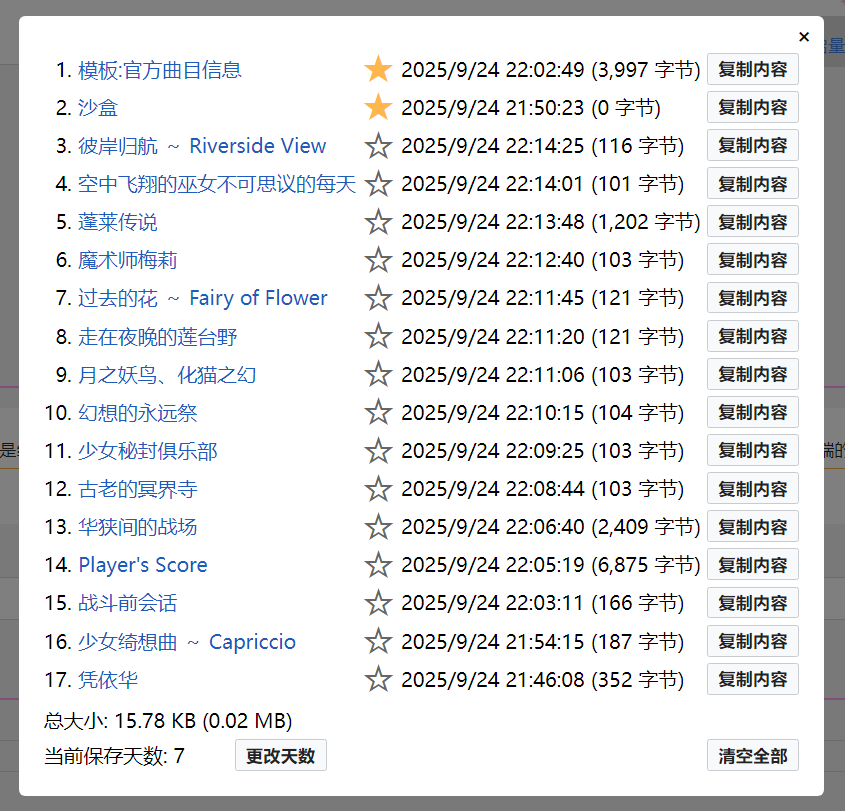 ×
1. 模板:官方曲目信息 ★ 2025/9/24 22:02:49 (3,997 字节) 复制内容
2. 沙盒 ★ 2025/9/24 21:50:23 (0 字节) 复制内容
3. 彼岸归航 ~ Riverside View ☆ 2025/9/24 22:14:25 (116 字节) 复制内容
4. 空中飞翔的巫女不可思议的每天 ☆ 2025/9/24 22:14:01 (101 字节) 复制内容
5. 蓬莱传说 ☆ 2025/9/24 22:13:48 (1,202 字节) 复制内容
6. 魔术师梅莉 ☆ 2025/9/24 22:12:40 (103 字节) 复制内容
7. 过去的花 ~ Fairy of Flower ☆ 2025/9/24 22:11:45 (121 字节) 复制内容
8. 走在夜晚的莲台野 ☆ 2025/9/24 22:11:20 (121 字节) 复制内容
9. 月之妖鸟、化猫之幻 ☆ 2025/9/24 22:11:06 (103 字节) 复制内容
10. 幻想的永远祭 ☆ 2025/9/24 22:10:15 (104 字节) 复制内容
11. 少女秘封俱乐部 ☆ 2025/9/24 22:09:25 (103 字节) 复制内容
12. 古老的冥界寺 ☆ 2025/9/24 22:08:44 (103 字节) 复制内容
13. 华狭间的战场 ☆ 2025/9/24 22:06:40 (2,409 字节) 复制内容
14. Player's Score ☆ 2025/9/24 22:05:19 (6,875 字节) 复制内容
15. 战斗前会话 ☆ 2025/9/24 22:03:11 (166 字节) 复制内容
16. 少女绮想曲 ~ Capriccio ☆ 2025/9/24 21:54:15 (187 字节) 复制内容
17. 凭依华 ☆ 2025/9/24 21:46:08 (352 字节) 复制内容
总大小: 15.78 KB (0.02 MB)
当前保存天数: 7 更改天数 清空全部